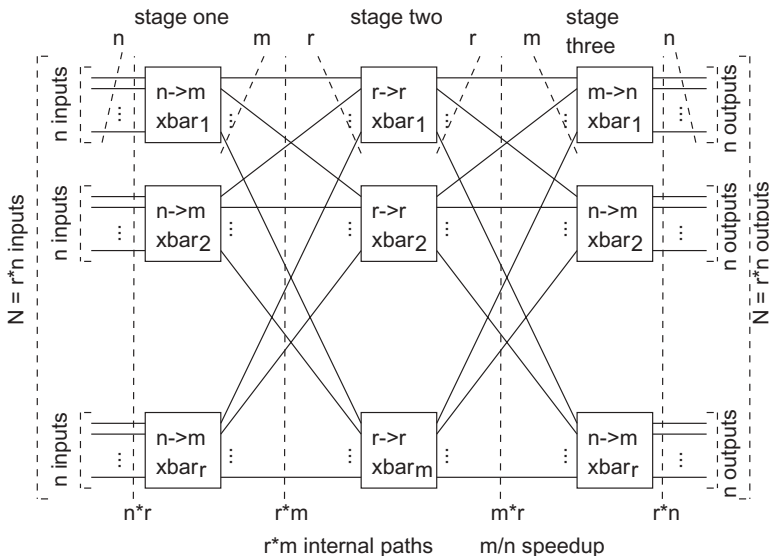 stage one
stage two
stage
three
n
m
r
r
m
n
N = r*n inputs
n inputs
n->m
xbar1
r->r
xbar1
m->n
xbar1
n outputs
n inputs
n->m
xbar2
r->r
xbar2
n->m
xbar2
n outputs
n inputs
n->m
xbarr
r->r
xbarm
n->m
xbarr
n outputs
N = r*n outputs
n*r
r*m
m*r
r*n
r*m internal paths
m/n speedup